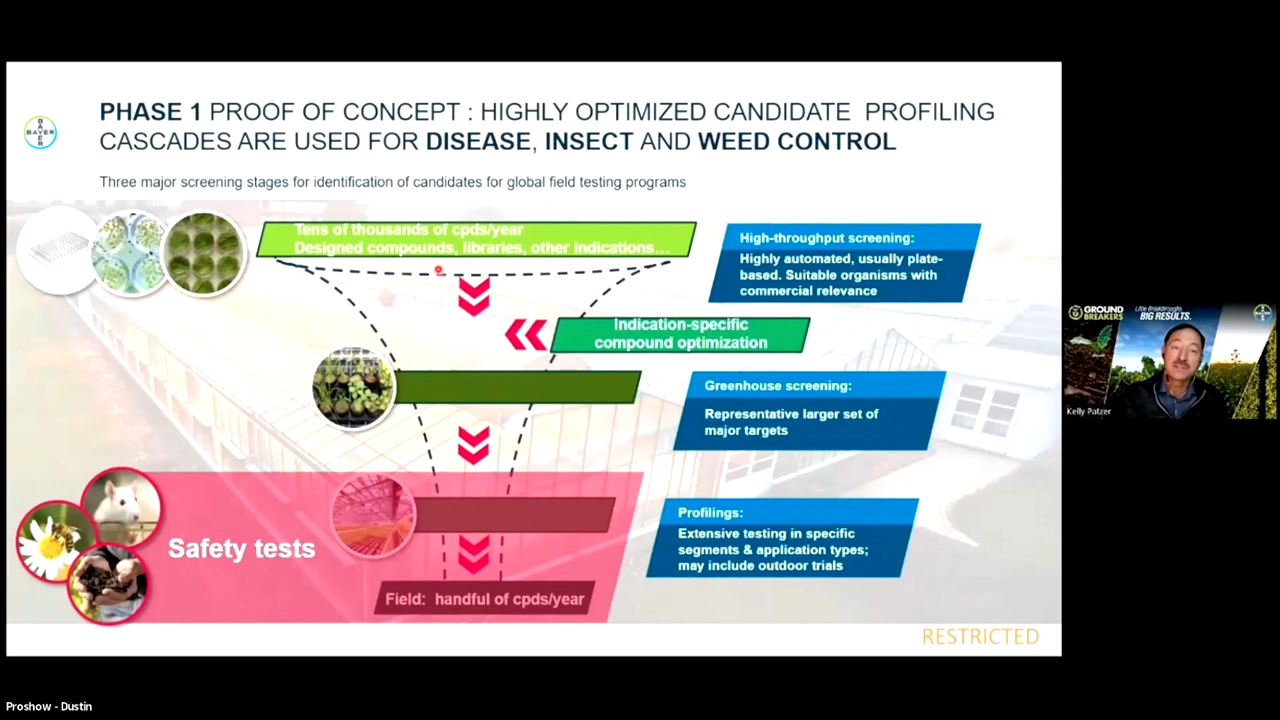 PHASE 1 PROOF OF CONCEPT : HIGHLY OPTIMIZED CANDIDATE PROFILING
CASCADES ARE USED FOR DISEASE, INSECT AND WEED CONTROL
BAYER
BAYER
Three major screening stages for identification of candidates for global field testing programs
Tens of thousands of cpds/year
Designed compounds, libraries, other indications...
High-throughput screening:
Highly automated, usually plate-
based. Suitable organisms with
commercial relevance
Indication-specific
compound optimization
Greenhouse screening:
Representative larger set of
major targets
Safety tests
Profilings:
Extensive testing in specific
segments & application types;
may include outdoor trials
Field: handful of cpds/year
RESTRICTED
GROUND
BREAKERS
Little Breakthroughs.
BIG RESULTS.
Kelly Patzer
Proshow - Dustin